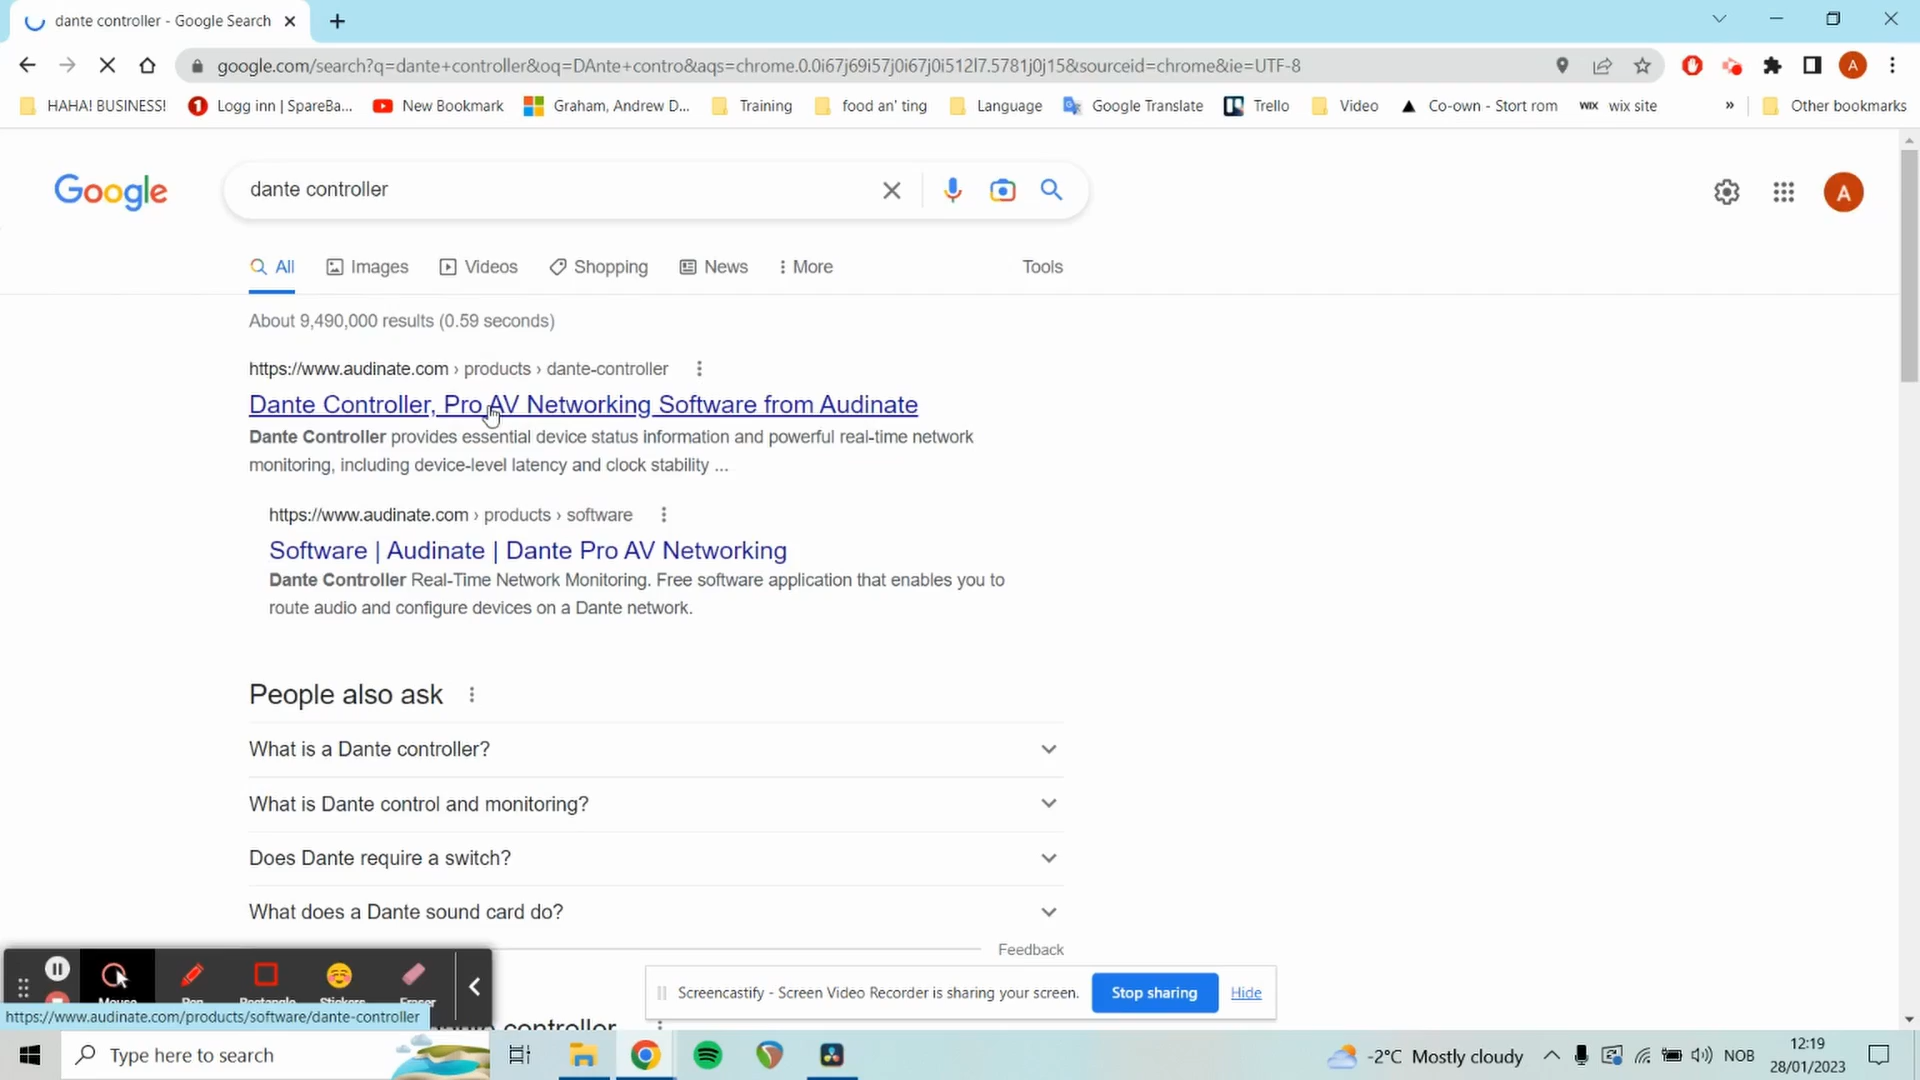 dante controller - Google Search
google.com/search?q=dante+controller&oq=DAnte+contro&aqs=chrome.0.0i67j69i57j0i67j0i512l7.5781j0j15&sourceid=chrome&ie=UTF-8
A
HAHA! BUSINESS!
Logg inn | SpareBa...
New Bookmark
Graham, Andrew D...
Training
food an' ting
Language
Google Translate
Trello
Video
Co-own - Stort rom
WIX wix site
»
Other bookmarks
Google
dante controller
A
All
Images
Videos
Shopping
News
More
Tools
About 9,490,000 results (0.59 seconds)
https://www.audinate.com › products › dante-controller
Dante Controller, Pro AV Networking Software from Audinate
Dante Controller provides essential device status information and powerful real-time network
monitoring, including device-level latency and clock stability ...
https://www.audinate.com › products › software
Software | Audinate | Dante Pro AV Networking
Dante Controller Real-Time Network Monitoring. Free software application that enables you to
route audio and configure devices on a Dante network.
People also ask
What is a Dante controller?
What is Dante control and monitoring?
Does Dante require a switch?
What does a Dante sound card do?
Feedback
Mouse
Pen
Rectangle
Stickers
Eraser
Screencastify - Screen Video Recorder is sharing your screen.
Stop sharing
Hide
https://www.audinate.com/products/software/dante-controller
controller
Type here to search
-2°C Mostly cloudy
NOB
12:19
28/01/2023